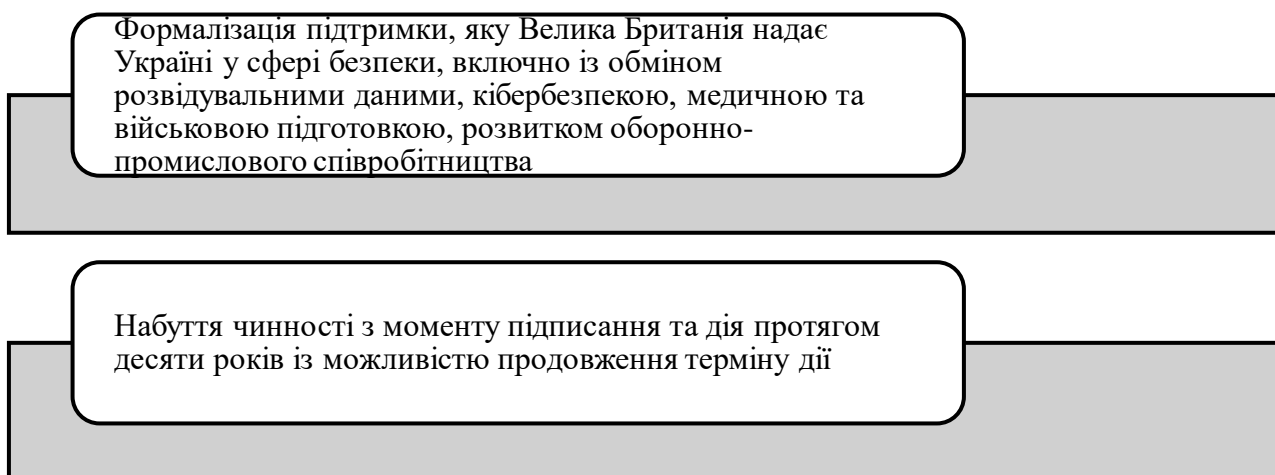 Формалізація підтримки, яку Велика Британія надає
Україні у сфері безпеки, включно із обміном
розвідувальними даними, кібербезпекою, медичною та
військовою підготовкою, розвитком оборонно-
промислового співробітництва
Набуття чинності з моменту підписання та дія протягом
десяти років із можливістю продовження терміну дії